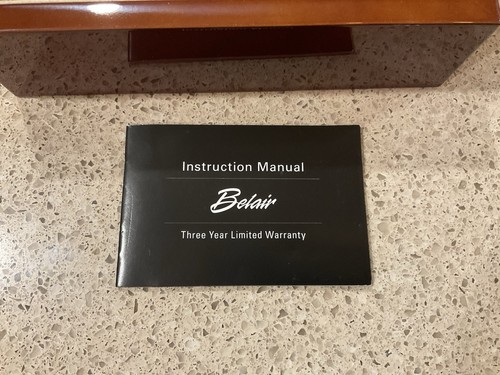 Instruction Manual
Belair
Three Year Limited Warranty